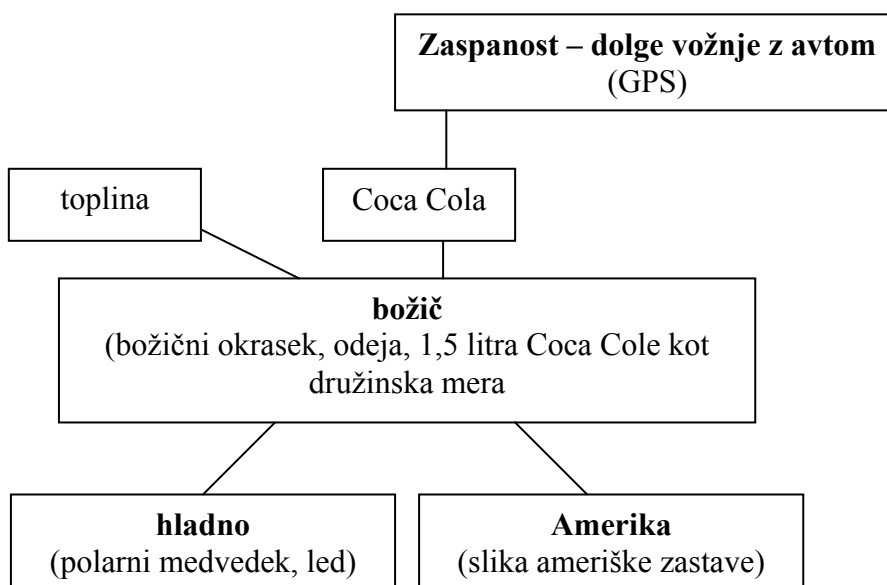 Zaspanost – dolge vožnje z avtom
(GPS)
toplina
Coca Cola
božič
(božični okrasek, odeja, 1,5 litra Coca Cole kot
družinska mera
hladno
(polarni medvedek, led)
Amerika
(slika ameriške zastave)